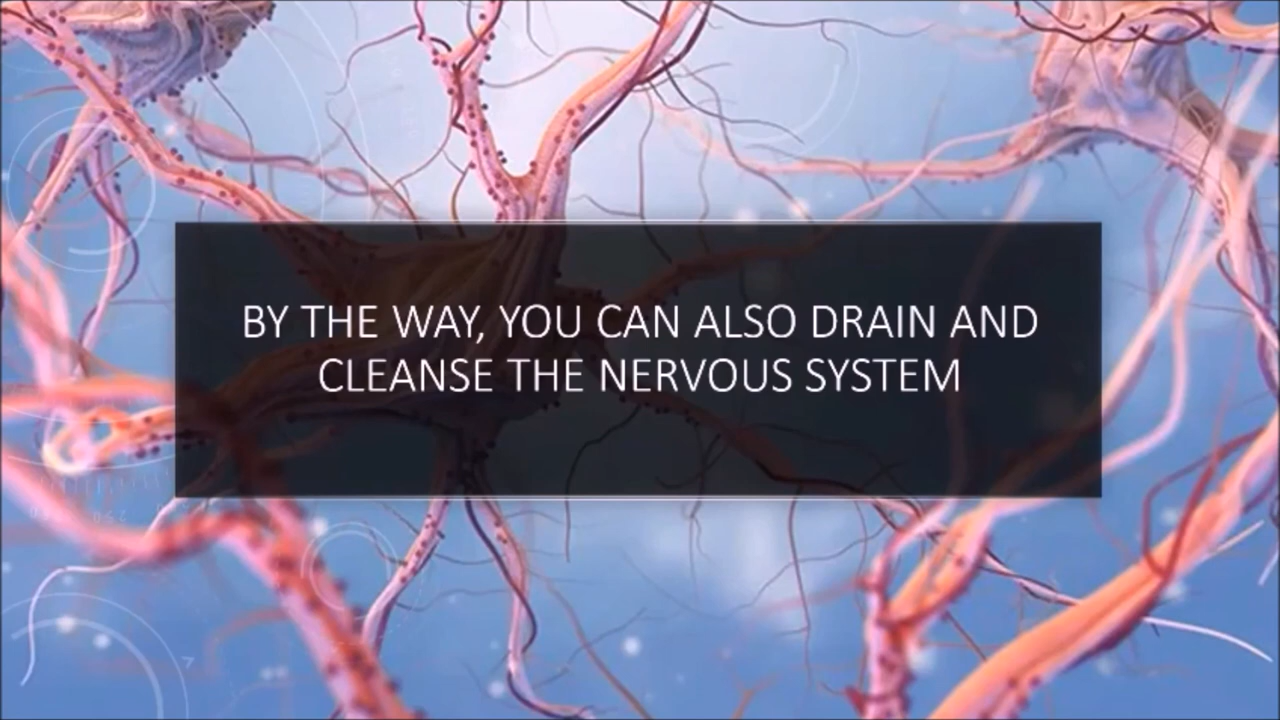 BY THE WAY, YOU CAN ALSO DRAIN AND
CLEANSE THE NERVOUS SYSTEM